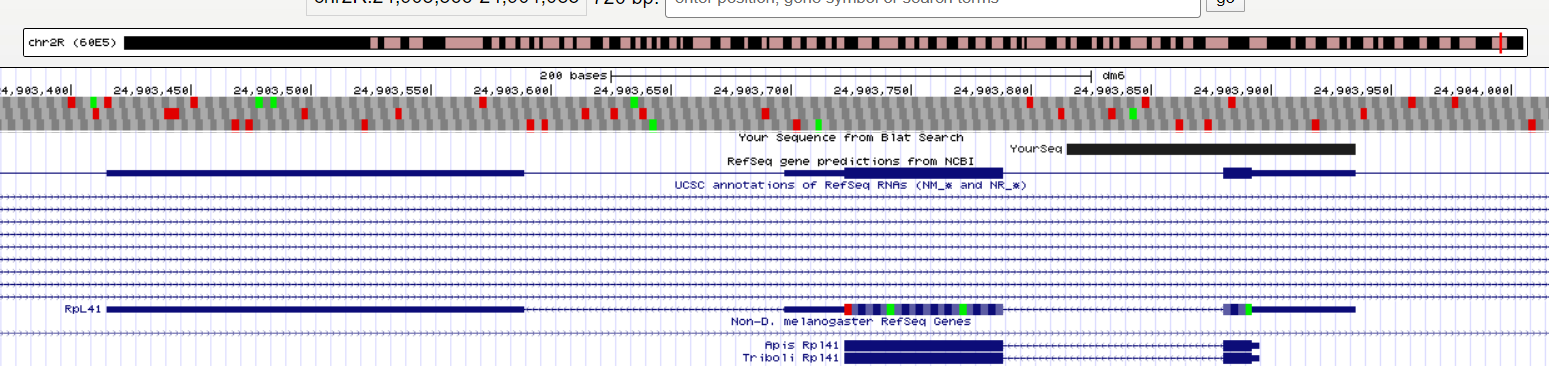 chr2R (60E5)
200 bases dm6
4,903,400 24,903,450 24,903,500 24,903,550 24,903,600 24,903,650 24,903,700 24,903,750 24,903,800 24,903,850 24,903,900 24,903,950 24,904,000
Your Sequence from Blat Search
YourSeq
RefSeq gene predictions from NCBI
UCSC annotations of RefSeq RNAs (NM_* and NR_*)
RpL41
Non-D. melanogaster RefSeq Genes
Apis Rpl41
Triboli Rpl41